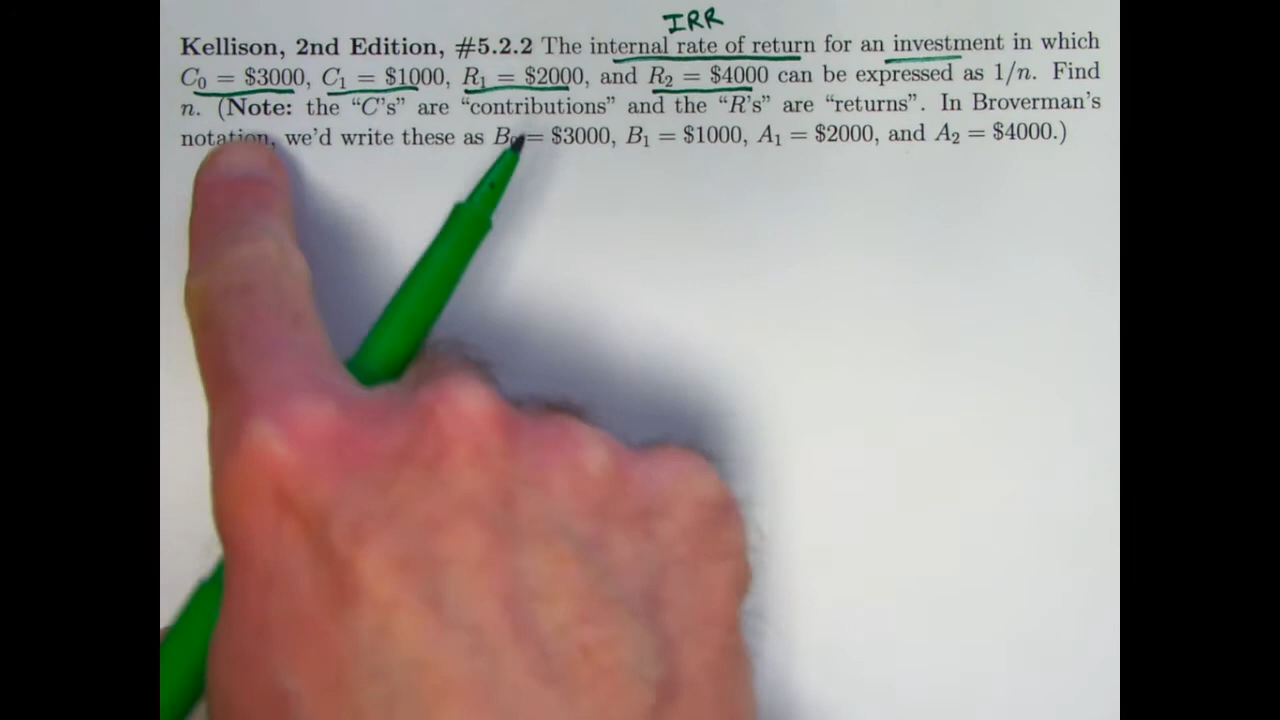 IRR
Kellison, 2nd Edition, #5.2.2 The internal rate of return for an investment in which
C₀ = $3000, C₁ = $1000, R₁ = $2000, and R₂ = $4000 can be expressed as 1/n. Find
n. (Note: the “C’s” are “contributions” and the “R’s” are “returns”. In Broverman’s
notation, we’d write these as B₀ = $3000, B₁ = $1000, A₁ = $2000, and A₂ = $4000.)